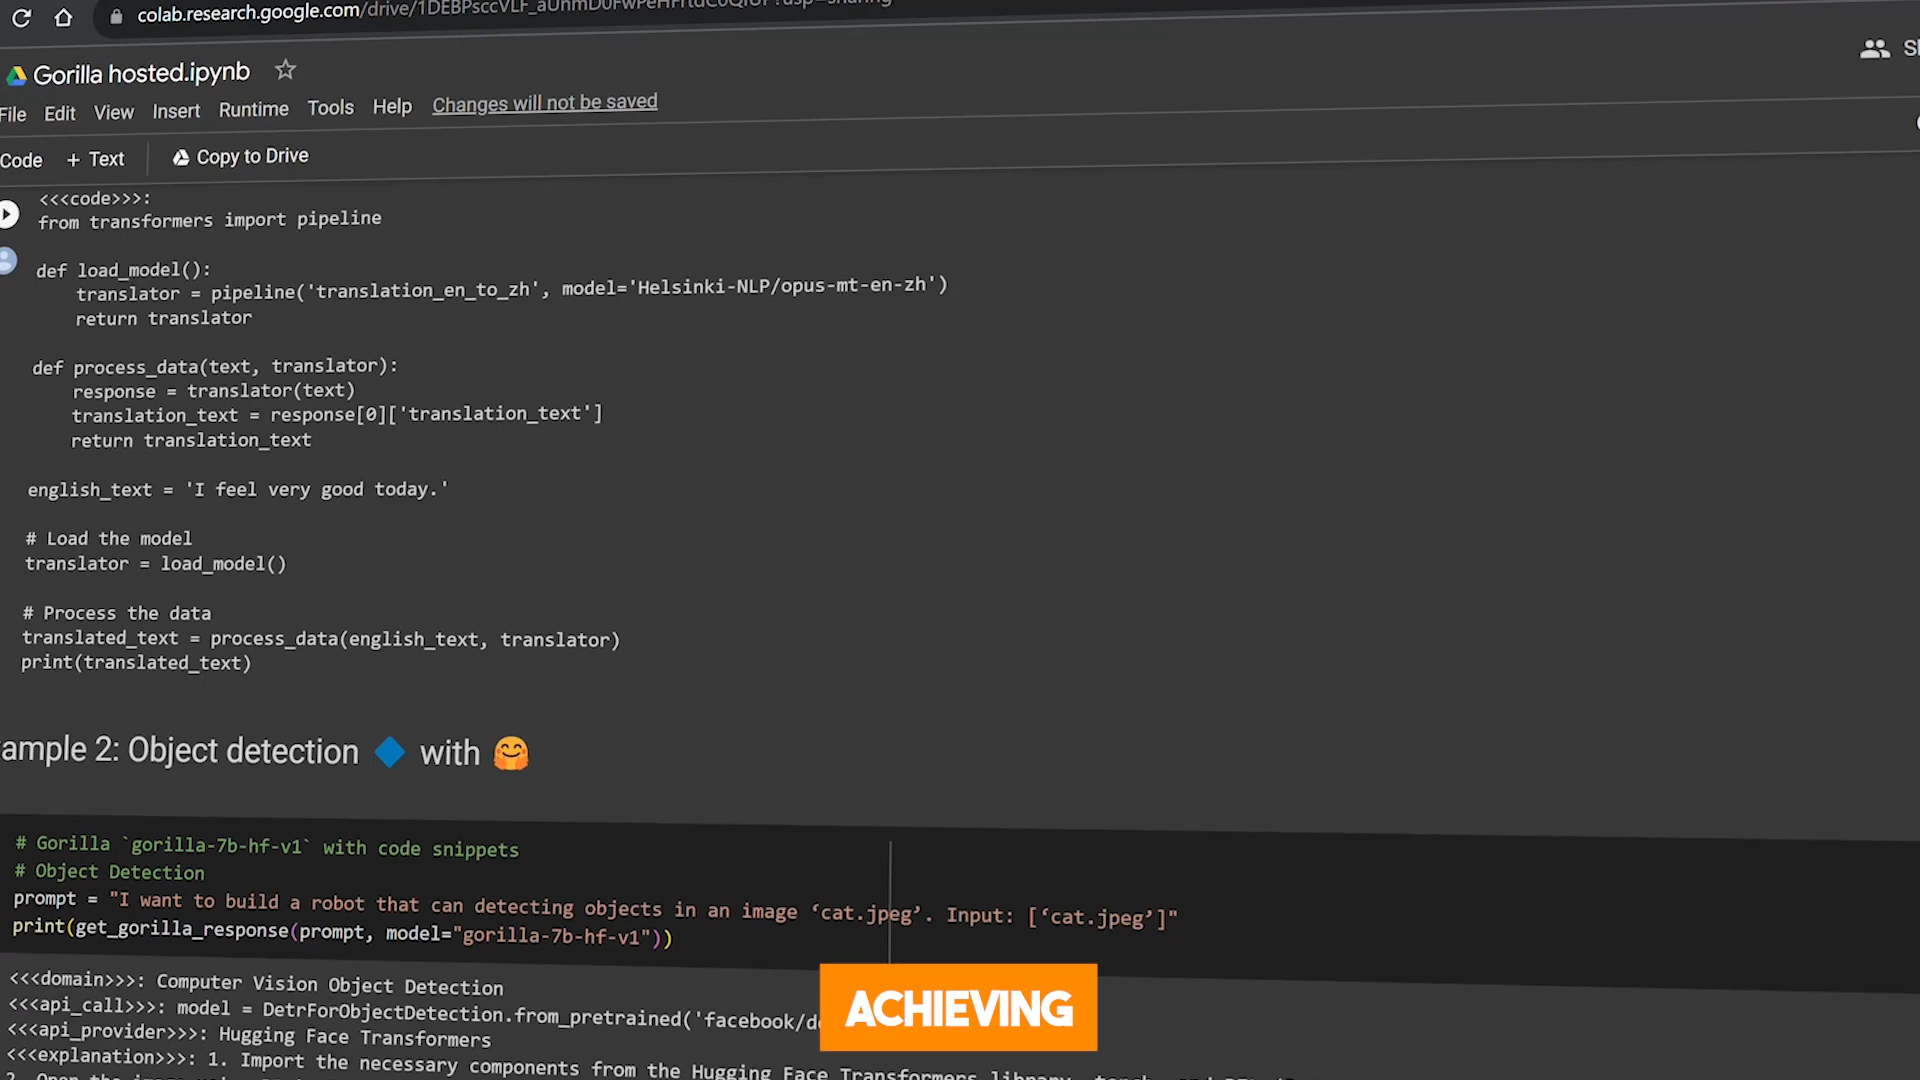 colab.research.google.com/drive/
Gorilla hosted.ipynb
File Edit View Insert Runtime Tools Help Changes will not be saved
Code + Text Copy to Drive
<<<code>>>:
from transformers import pipeline
def load_model():
translator = pipeline('translation_en_to_zh', model='Helsinki-NLP/opus-mt-en-zh')
return translator
def process_data(text, translator):
response = translator(text)
translation_text = response[0]['translation_text']
return translation_text
english_text = 'I feel very good today.'
# Load the model
translator = load_model()
# Process the data
translated_text = process_data(english_text, translator)
print(translated_text)
ample 2: Object detection 🔷 with 🤗
# Gorilla `gorilla-7b-hf-v1` with code snippets
# Object Detection
prompt = "I want to build a robot that can detecting objects in an image ‘cat.jpeg’. Input: [‘cat.jpeg’]"
print(get_gorilla_response(prompt, model="gorilla-7b-hf-v1"))
<<<domain>>>: Computer Vision Object Detection
<<<api_call>>>: model = DetrForObjectDetection.from_pretrained('facebook/de
<<<api_provider>>>: Hugging Face Transformers
<<<explanation>>>: 1. Import the necessary components from the Hugging Face Transformers library,
ACHIEVING